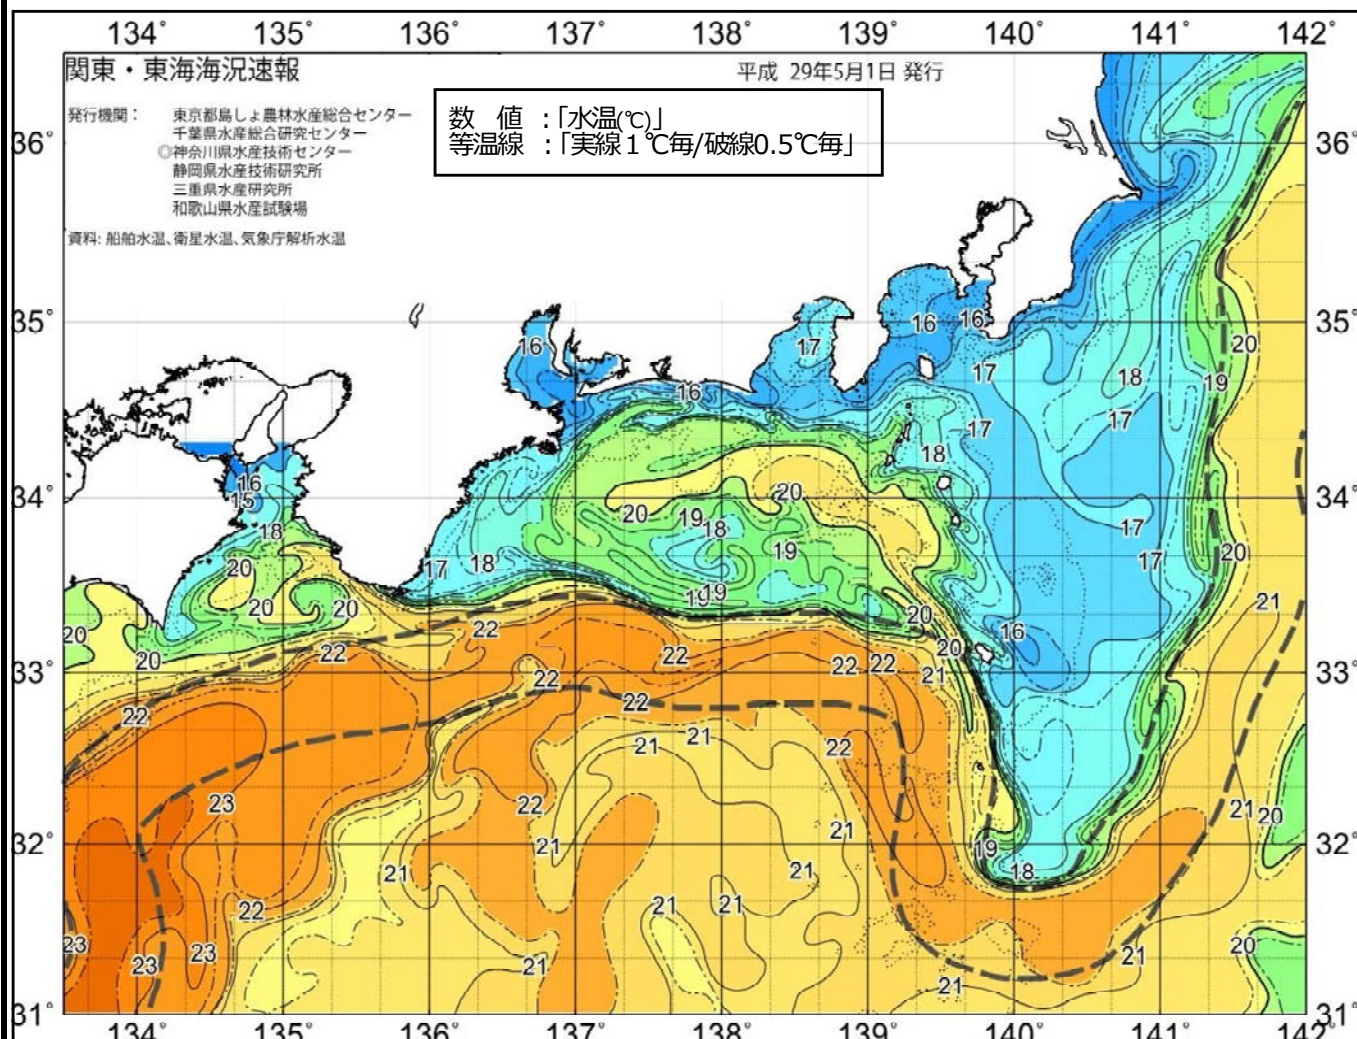 134° 135° 136° 137° 138° 139° 140° 141° 142°
関東・東海海況速報
平成 29年5月1日 発行
発行機関： 東京都島しょ農林水産総合センター
千葉県水産総合研究センター
◎神奈川県水産技術センター
静岡県水産技術研究所
三重県水産研究所
和歌山県水産試験場
資料: 船舶水温、衛星水温、気象庁解析水温
数 値 ：「水温(℃)」
等温線 ：「実線１℃毎/破線0.5℃毎」
36° 36°
35° 16 16 35°
16 17 20
17 18 19
16 17 17
18
16 20
15 34° 20 19 18 17 34°
18 19 17 20
20 17 18
20 20 19 19 20 21
20 22 16
20 22 22 22 22 20
33° 22 21 33°
22 22
21 21 22
23 22 21 21 20
32° 21 19 32°
21 21 18
22 21 21
23 23 23 21 21 20
21
31° 31°
134° 135° 136° 137° 138° 139° 140° 141° 142°